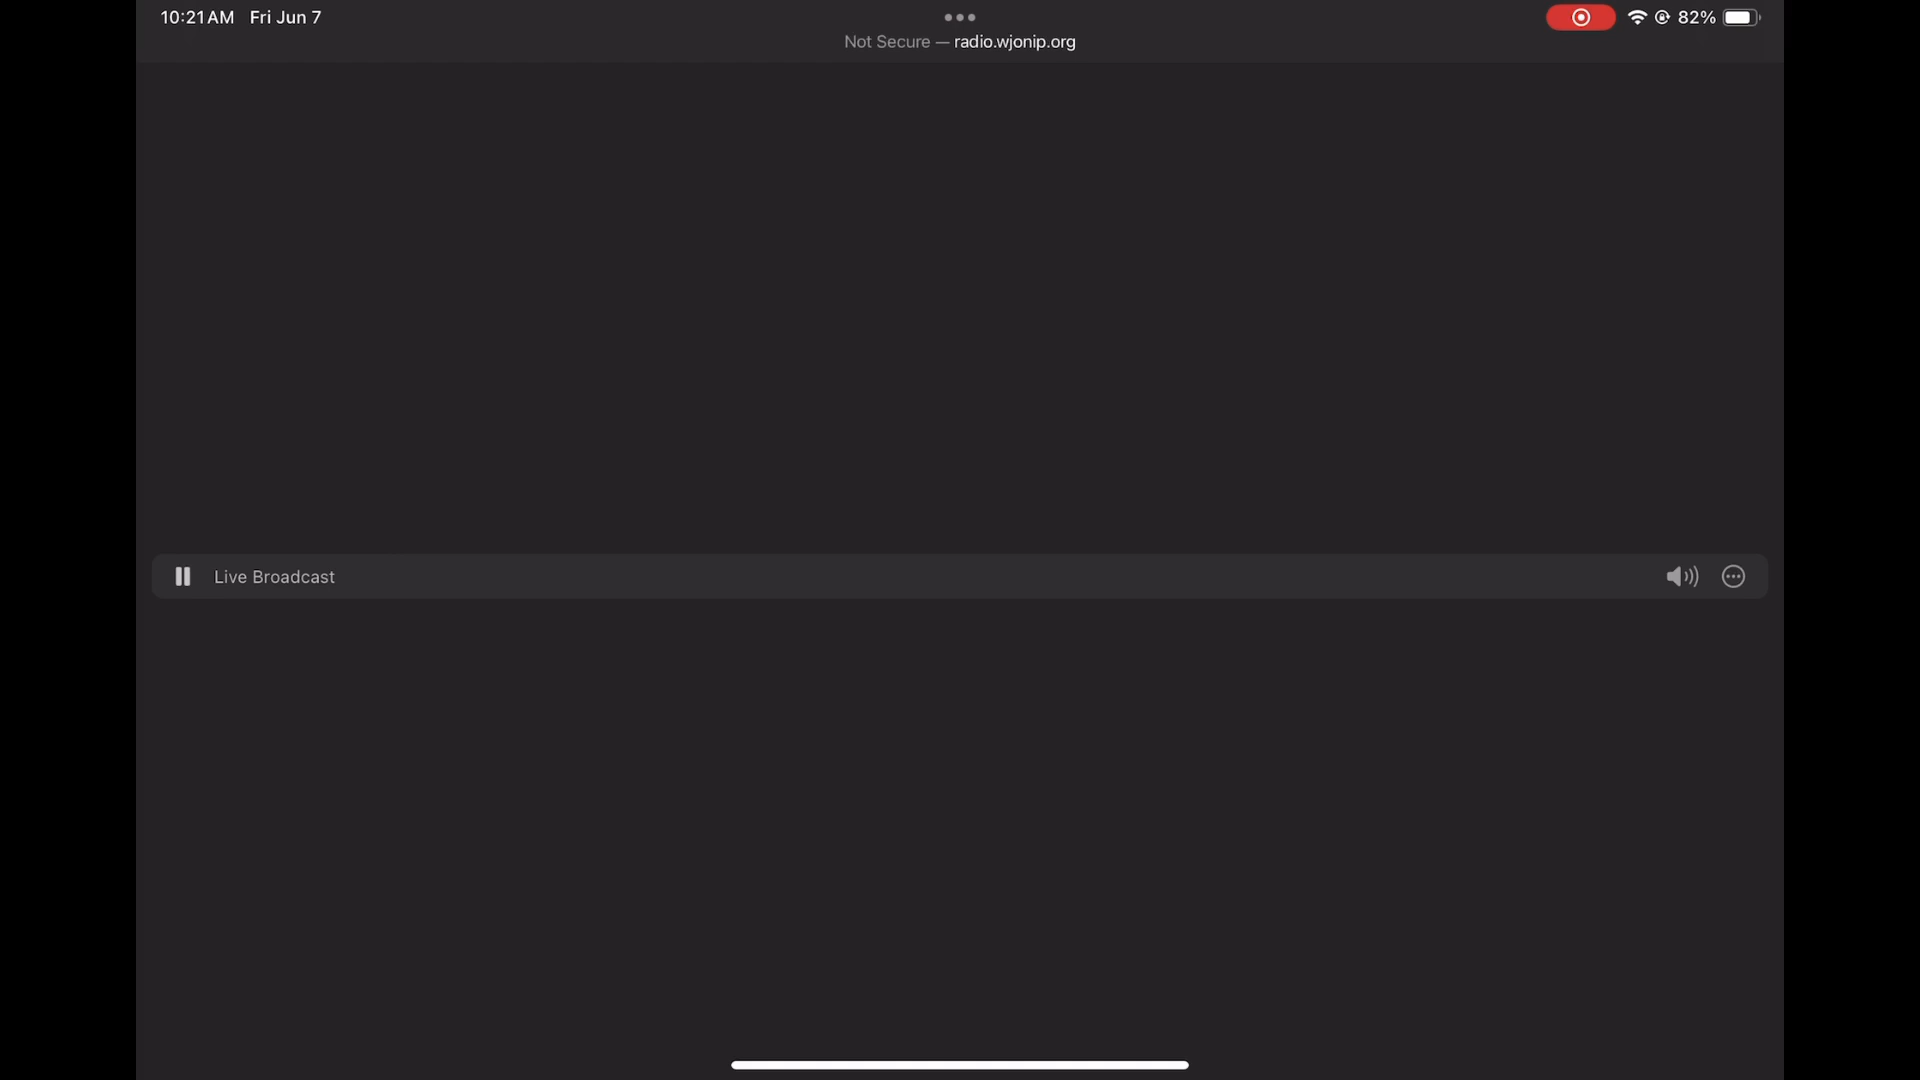 10:21 AM Fri Jun 7
82%
Not Secure — radio.wjonip.org
Live Broadcast